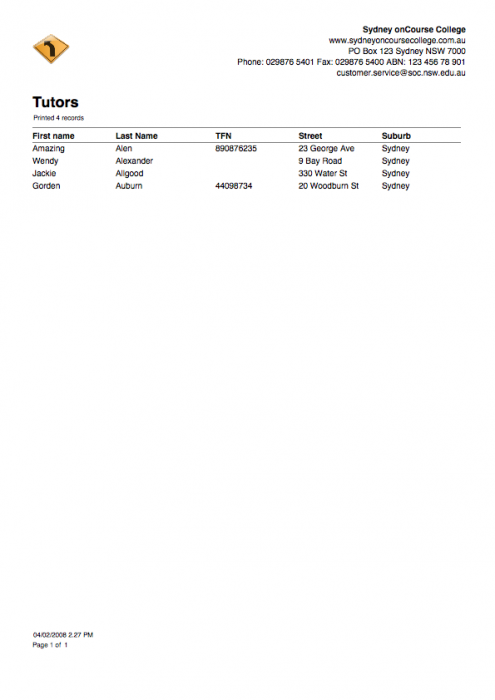 Sydney onCourse College
www.sydneyoncoursecollege.com.au
PO Box 123 Sydney NSW 7000
Phone: 029876 5401 Fax: 029876 5400 ABN: 123 456 78 901
customer.service@soc.nsw.edu.au
Tutors
Printed 4 records
First name Last Name TFN Street Suburb
Amazing Alen 890876235 23 George Ave Sydney
Wendy Alexander 9 Bay Road Sydney
Jackie Allgood 330 Water St Sydney
Gorden Auburn 44098734 20 Woodburn St Sydney
04/02/2008 2.27 PM
Page 1 of 1